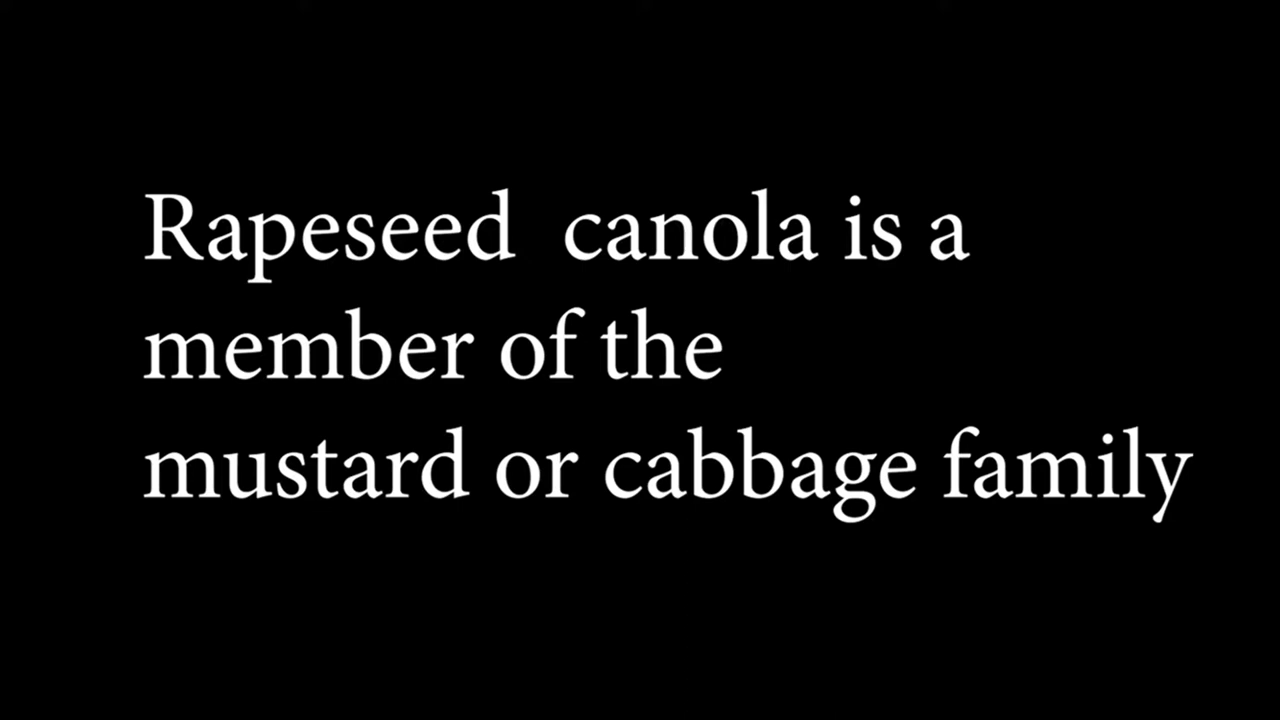 Rapeseed  canola is a
member of the
mustard or cabbage family